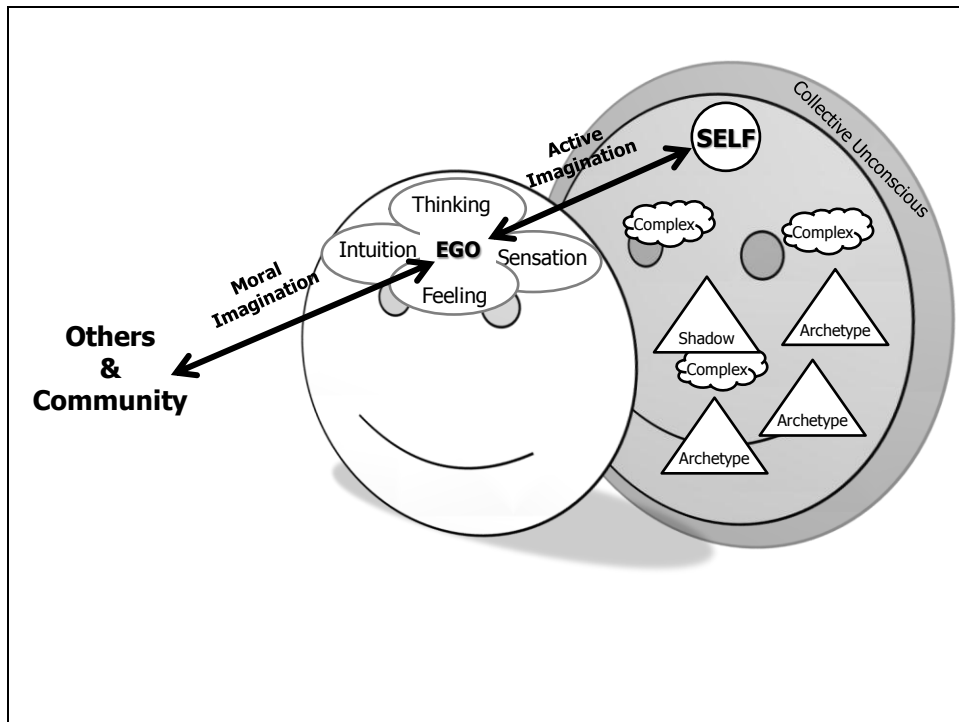 Collective Unconscious
SELF
Active
Imagination
Complex
Complex
Thinking
Intuition
EGO
Sensation
Feeling
Moral
Imagination
Others
&
Community
Shadow
Archetype
Complex
Archetype
Archetype